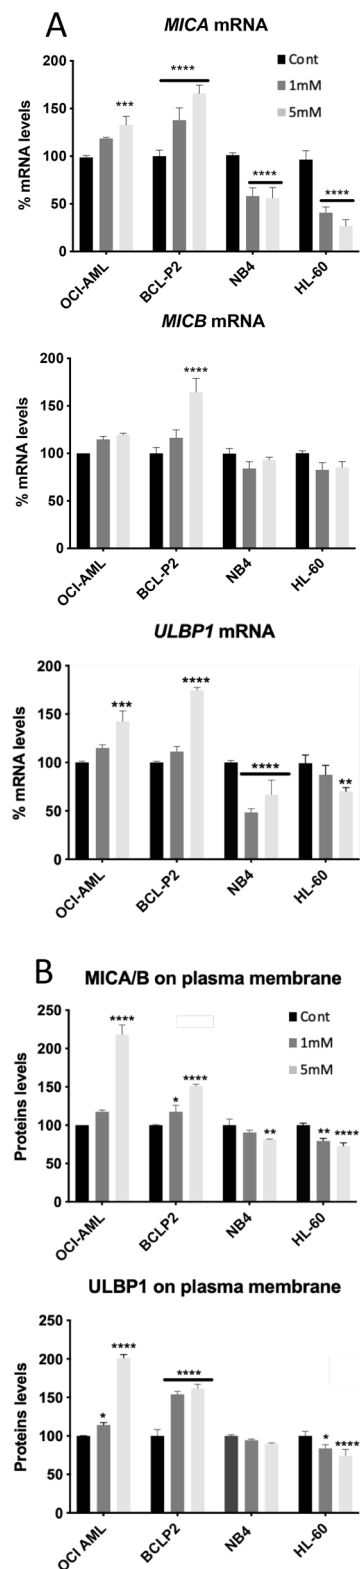 A
MICA mRNA
% mRNA levels
200
150
100
50
0
Cont
1mM
5mM
***
****
****
****
OCI-AML
BCL-P2
NB4
HL-60
MICB mRNA
% mRNA levels
200
150
100
50
0
****
OCI-AML
BCL-P2
NB4
HL-60
ULBP1 mRNA
% mRNA levels
200
150
100
50
0
***
****
****
**
OCI-AML
BCL-P2
NB4
HL-60
B
MICA/B on plasma membrane
Proteins levels
250
200
150
100
50
0
Cont
1mM
5mM
****
*
****
**
**
****
OCI-AML
BCLP2
NB4
HL-60
ULBP1 on plasma membrane
Proteins levels
250
200
150
100
50
0
*
****
****
*
****
OCI AML
BCLP2
NB4
HL-60